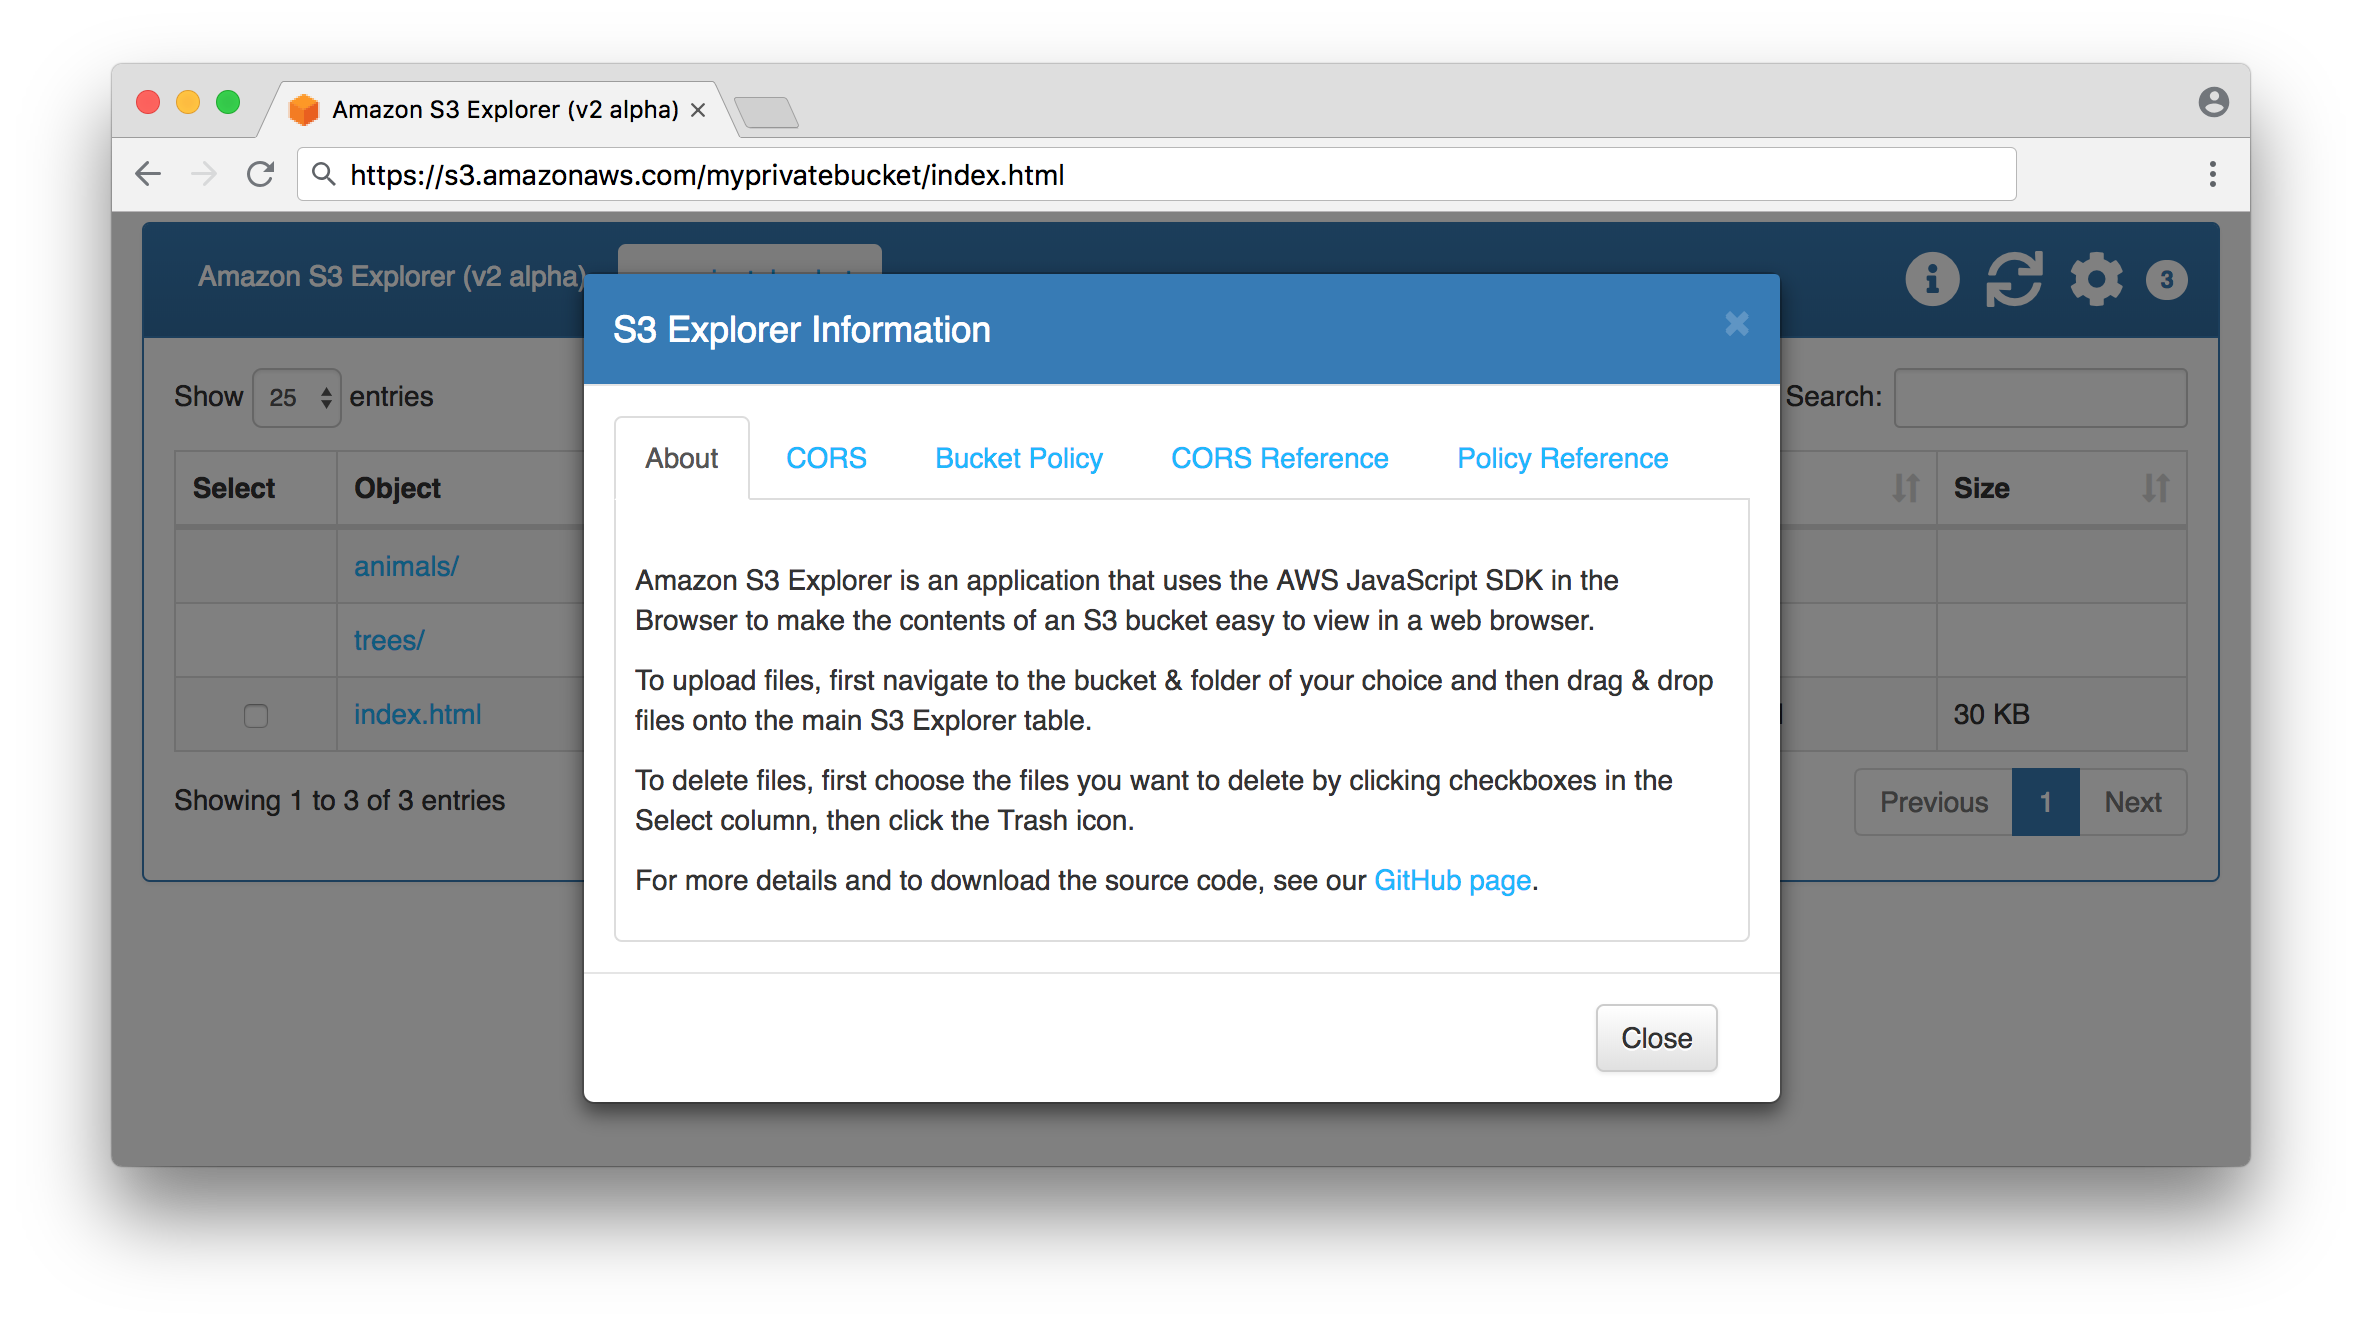 Amazon S3 Explorer (v2 alpha)
https://s3.amazonaws.com/myprivatebucket/index.html
Amazon S3 Explorer (v2 alpha)
3
S3 Explorer Information
Show 25 entries
Search:
About CORS Bucket Policy CORS Reference Policy Reference
Select Object Size
animals/
trees/
index.html 30 KB
Showing 1 to 3 of 3 entries
Previous 1 Next
Amazon S3 Explorer is an application that uses the AWS JavaScript SDK in the
Browser to make the contents of an S3 bucket easy to view in a web browser.
To upload files, first navigate to the bucket & folder of your choice and then drag & drop
files onto the main S3 Explorer table.
To delete files, first choose the files you want to delete by clicking checkboxes in the
Select column, then click the Trash icon.
For more details and to download the source code, see our GitHub page.
Close